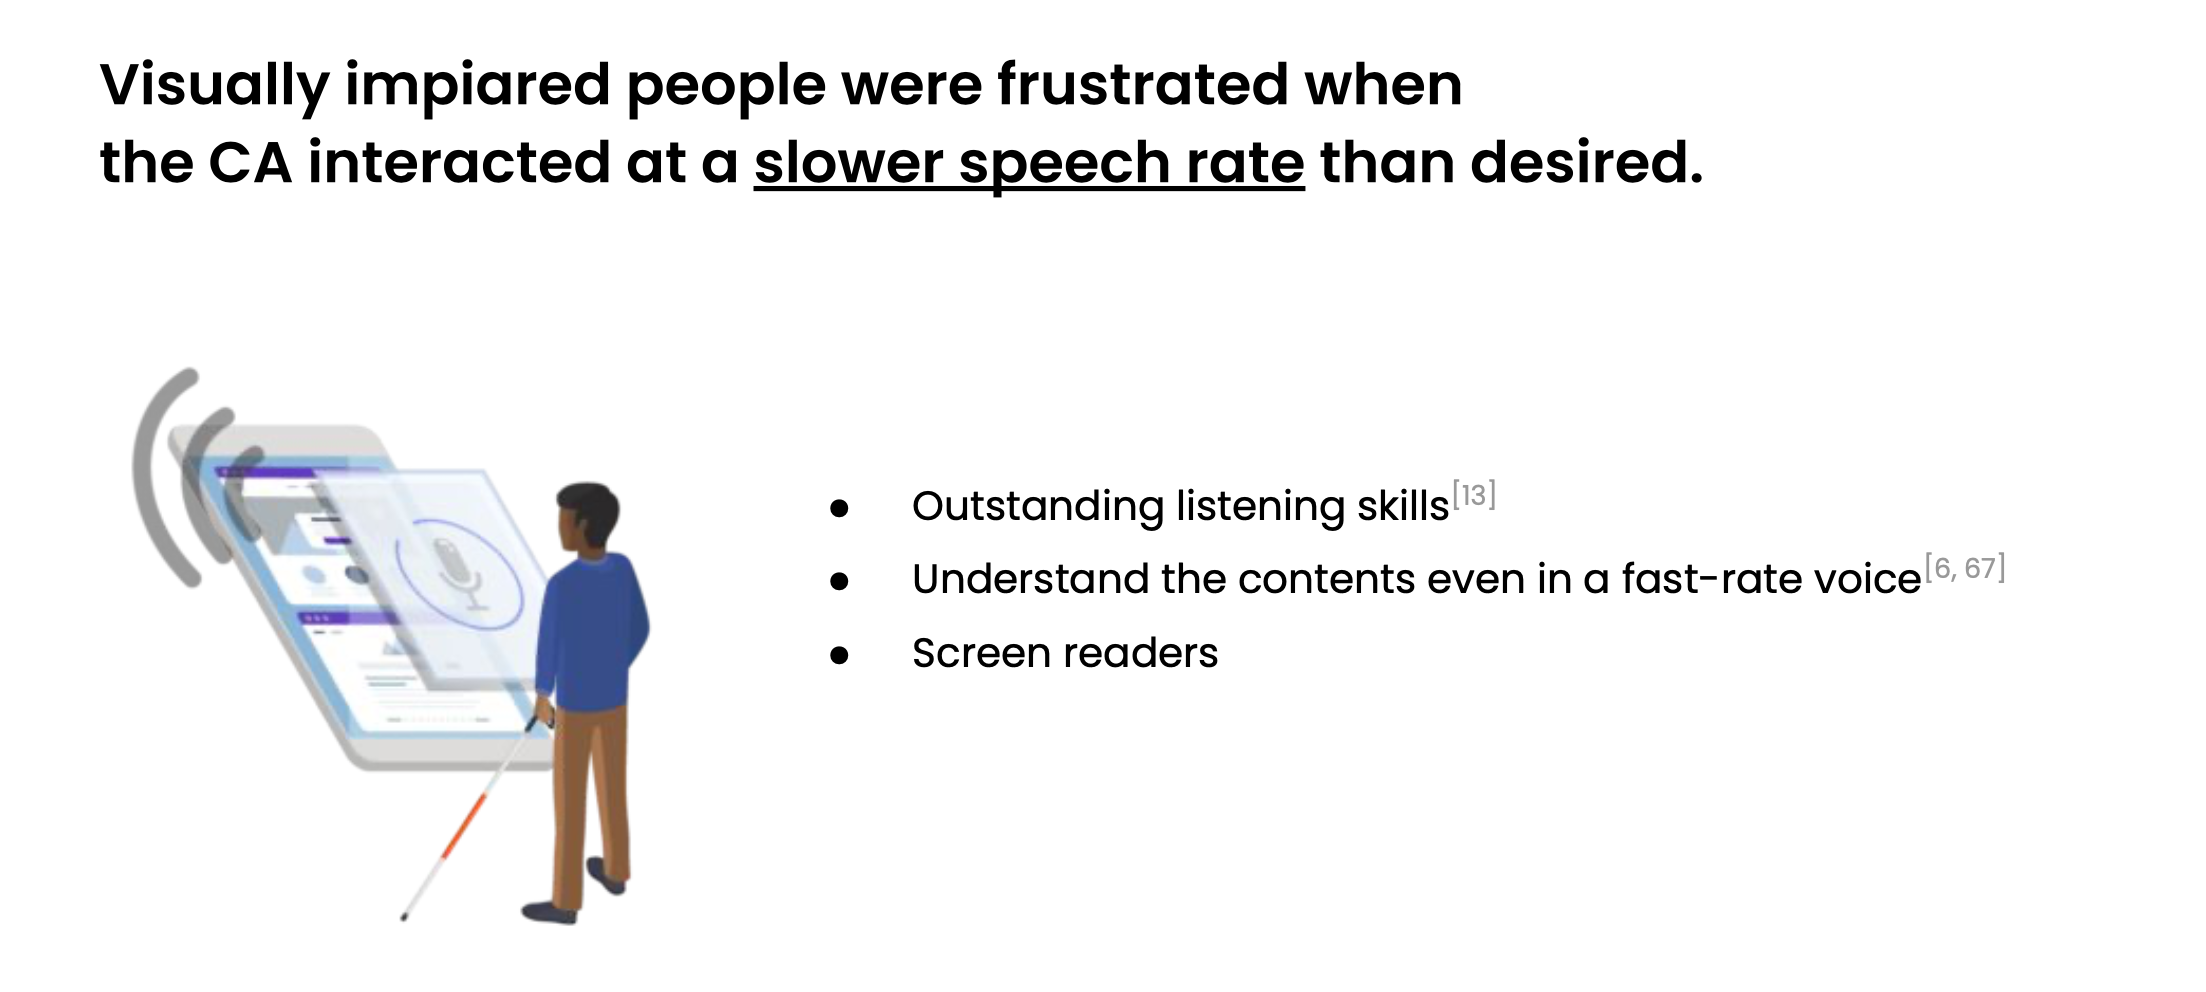 Visually impiared people were frustrated when
the CA interacted at a slower speech rate than desired.
● Outstanding listening skills[13]
● Understand the contents even in a fast-rate voice[6, 67]
● Screen readers